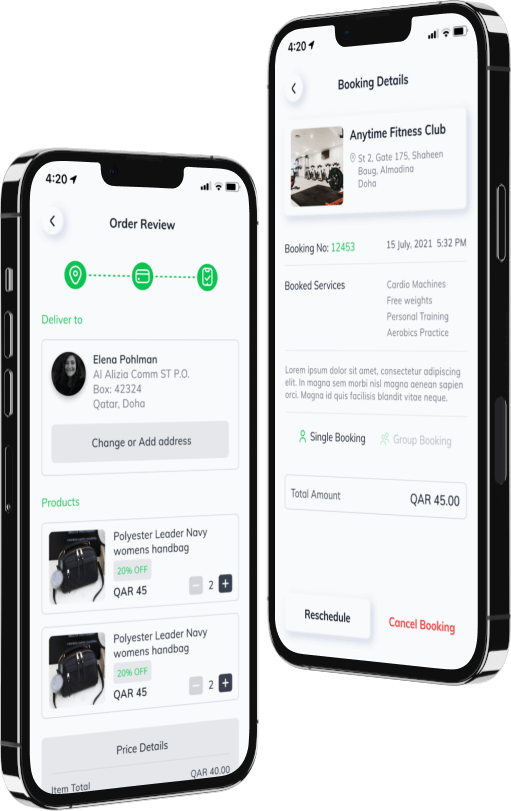 4:20
Order Review
Deliver to
Elena Pohlman
Al Alizia Comm ST P.O.
Box: 42324
Qatar, Doha
Change or Add address
Products
Polyester Leader Navy
womens handbag
20% OFF
QAR 45
2
Polyester Leader Navy
womens handbag
20% OFF
QAR 45
2
Price Details
Item Total QAR 40.00
4:20
Booking Details
Anytime Fitness Club
St 2, Gate 175, Shaheen
Baug, Almadina
Doha
Booking No: 12453 15 July, 2021 5:32 PM
Booked Services Cardio Machines
Free weights
Personal Training
Aerobics Practice
Lorem ipsum dolor sit amet, consectetur adipiscing
elit. In magna sem morbi nisl magna aenean sapien
orci. Magna id quis facilisis blandit vitae neque.
Single Booking Group Booking
Total Amount QAR 45.00
Reschedule Cancel Booking